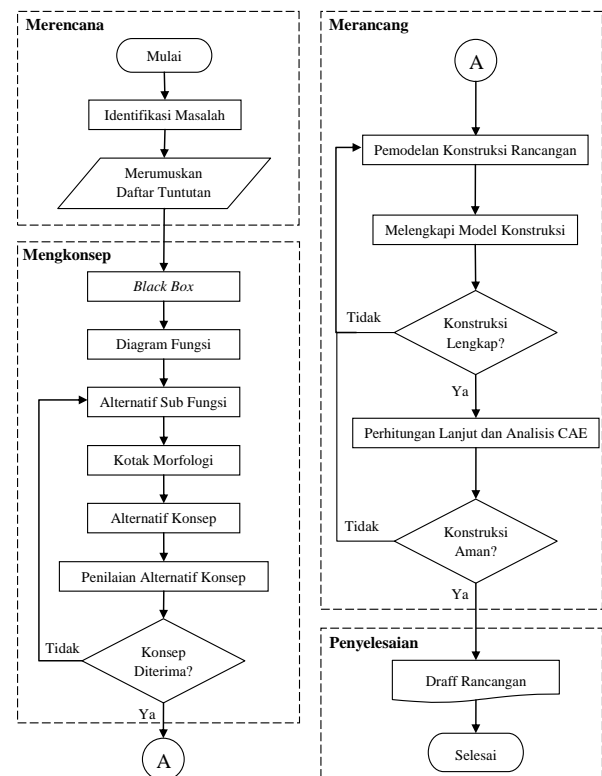 Merencana
Mulai
Identifikasi Masalah
Merumuskan
Daftar Tuntutan
Mengkonsep
Black Box
Diagram Fungsi
Alternatif Sub Fungsi
Kotak Morfologi
Alternatif Konsep
Penilaian Alternatif Konsep
Tidak
Konsep
Diterima?
Ya
A
Merancang
A
Pemodelan Konstruksi Rancangan
Melengkapi Model Konstruksi
Tidak
Konstruksi
Lengkap?
Ya
Perhitungan Lanjut dan Analisis CAE
Tidak
Konstruksi
Aman?
Ya
Penyelesaian
Draff Rancangan
Selesai